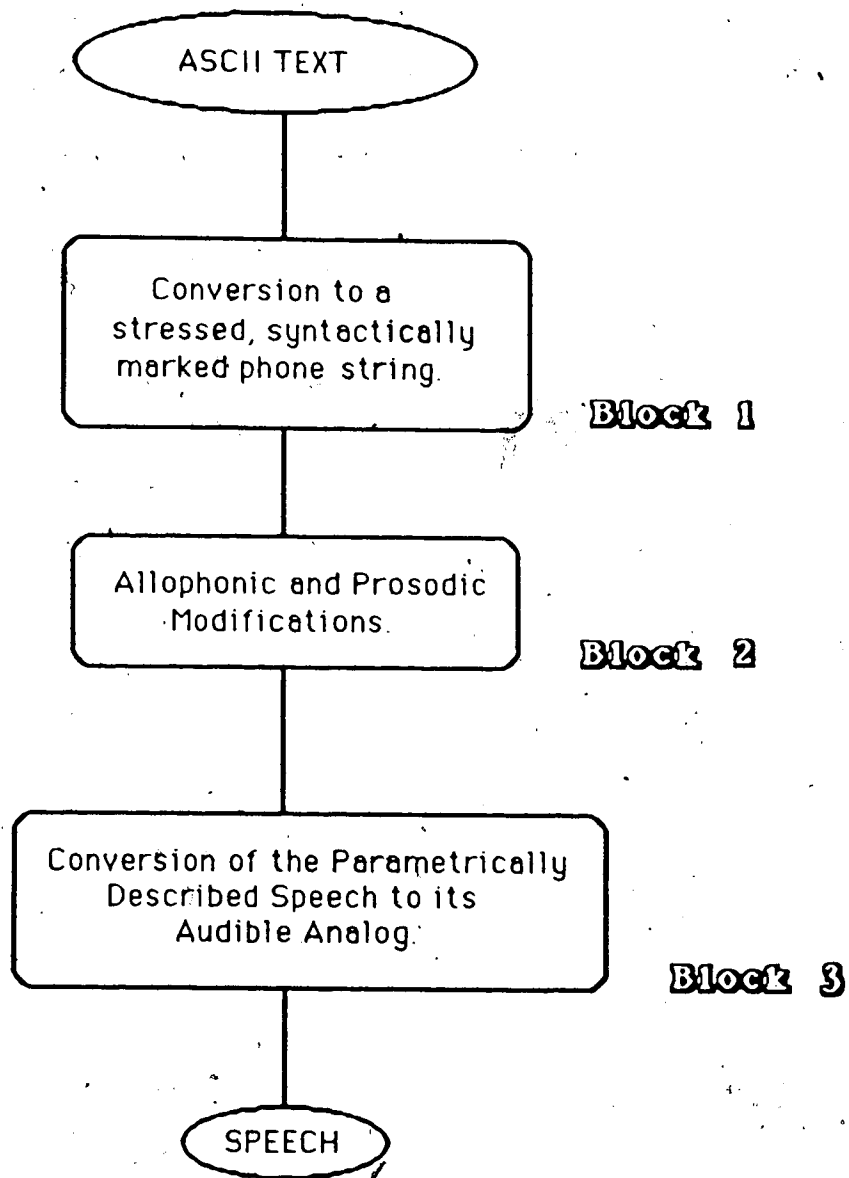 ASCII TEXT
Conversion to a
stressed, syntactically
marked phone string.
Block 1
Allophonic and Prosodic
Modifications.
Block 2
Conversion of the Parametrically
Described Speech to its
Audible Analog.
Block 3
SPEECH